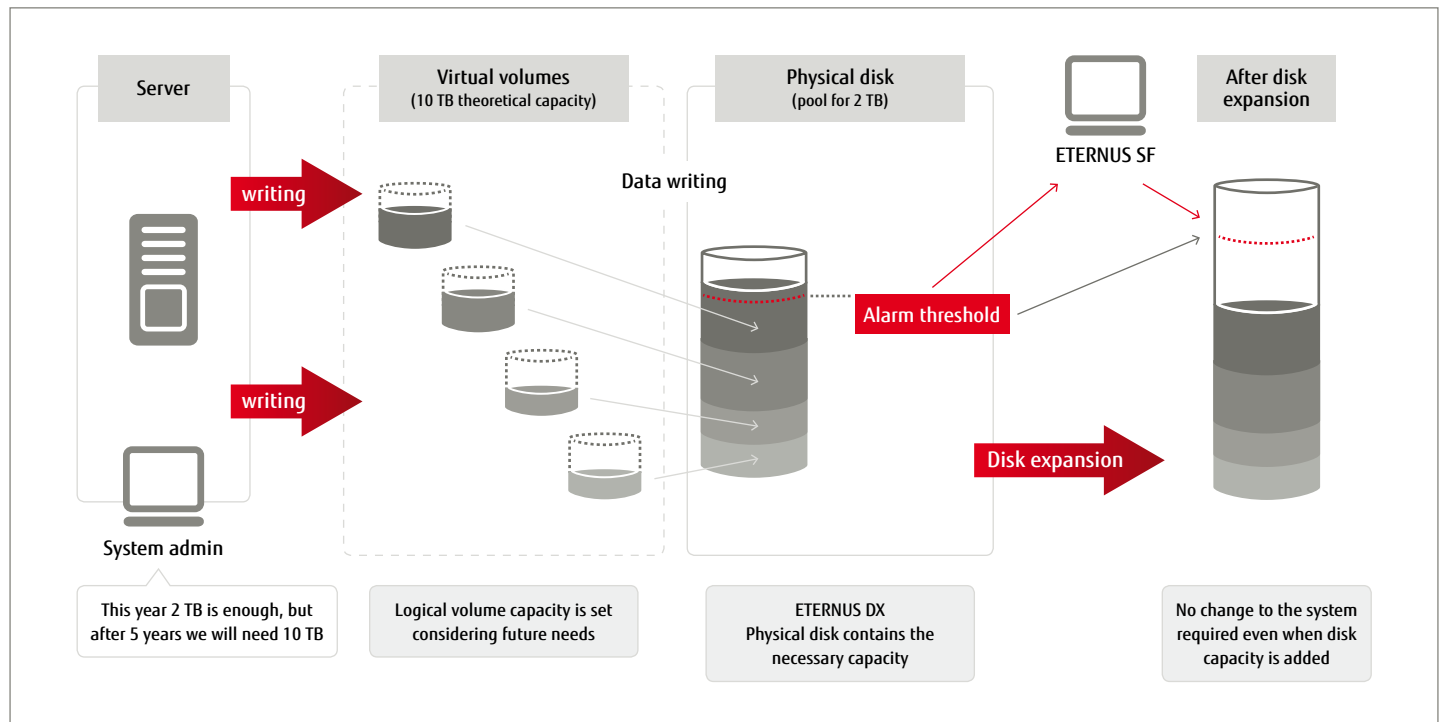 Server
Virtual volumes
(10 TB theoretical capacity)
Physical disk
(pool for 2 TB)
After disk
expansion
ETERNUS SF
writing
Data writing
Alarm threshold
writing
Disk expansion
System admin
This year 2 TB is enough, but
after 5 years we will need 10 TB
Logical volume capacity is set
considering future needs
ETERNUS DX
Physical disk contains the
necessary capacity
No change to the system
required even when disk
capacity is added